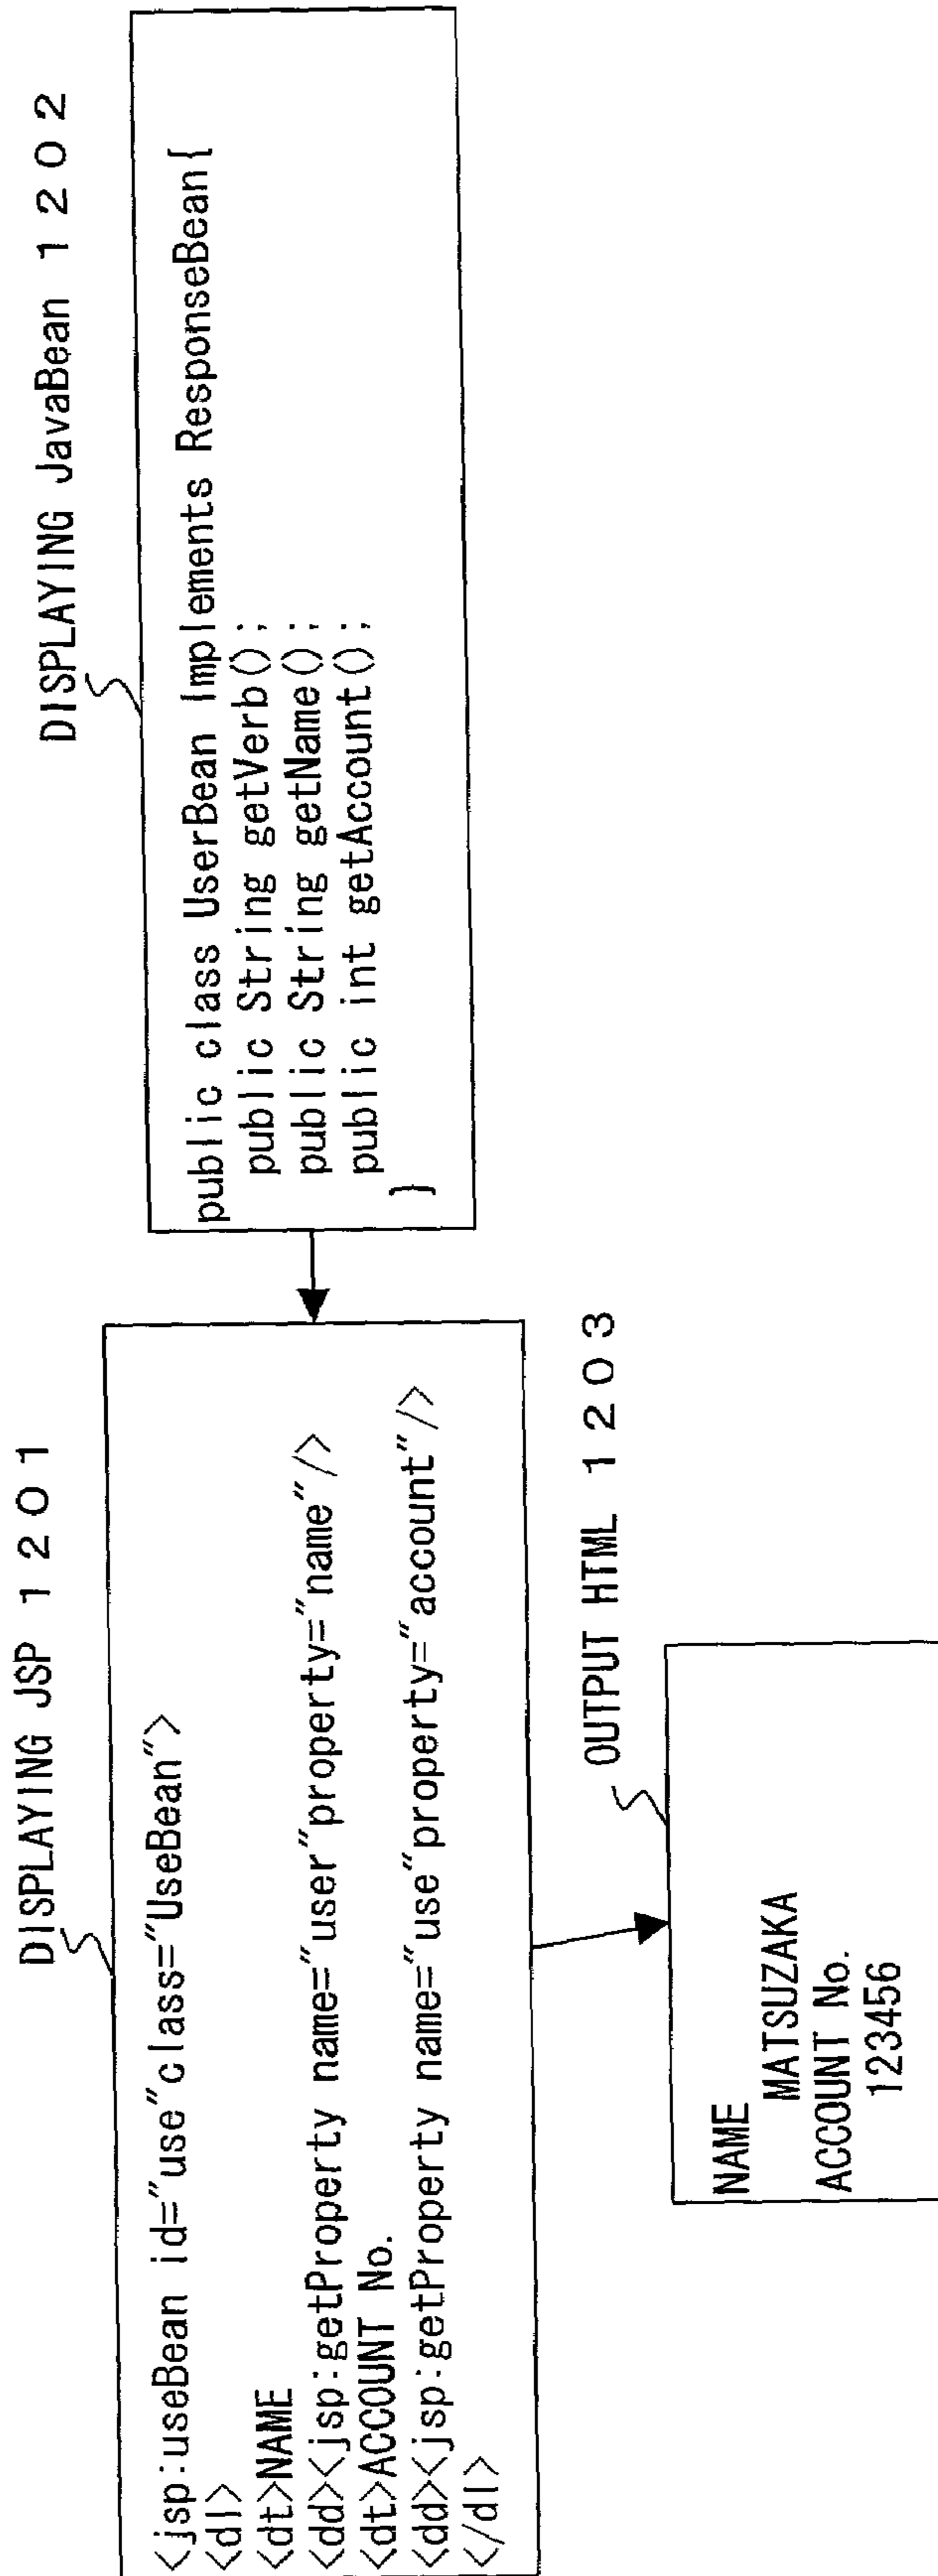 DISPLAYING JSP 1201
<jsp:useBean id="use"class="UseBean">
<dl>
<dt>NAME
<dd><jsp:getProperty name="user"property="name"/>
<dt>ACCOUNT No.
<dd><jsp:getProperty name="use"property="account"/>
</dl>
DISPLAYING JavaBean 1202
public class UserBean Implements ResponseBean{
public String getVerb();
public String getName();
public int getAccount();
}
OUTPUT HTML 1203
NAME
MATSUZAKA
ACCOUNT No.
123456